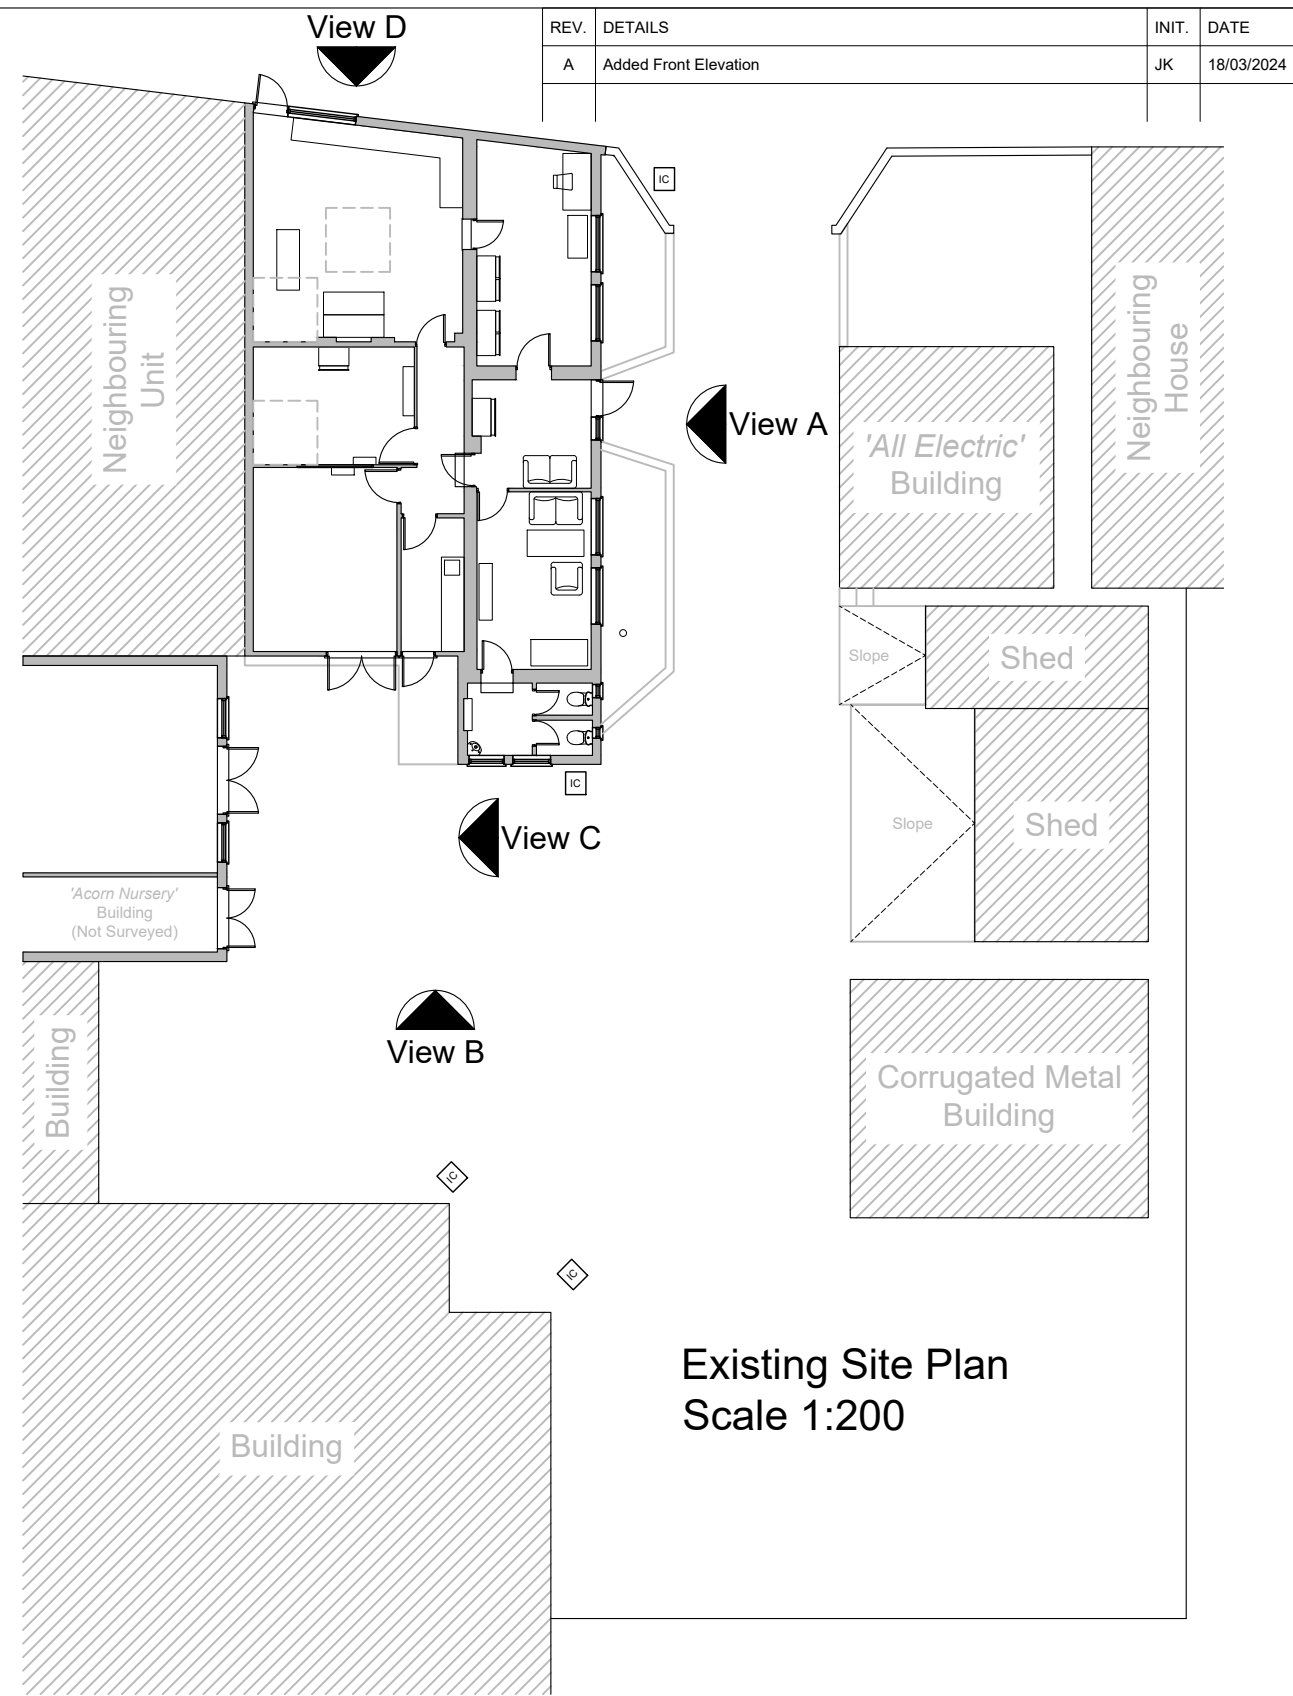 View D
REV. DETAILS INIT. DATE
A Added Front Elevation JK 18/03/2024
IC
Neighbouring
Unit
Neighbouring
House
View A
'All Electric'
Building
Slope
Shed
IC
View C
Slope
Shed
'Acorn Nursery'
Building
(Not Surveyed)
View B
Building
Corrugated Metal
Building
IC
IC
Existing Site Plan
Scale 1:200
Building